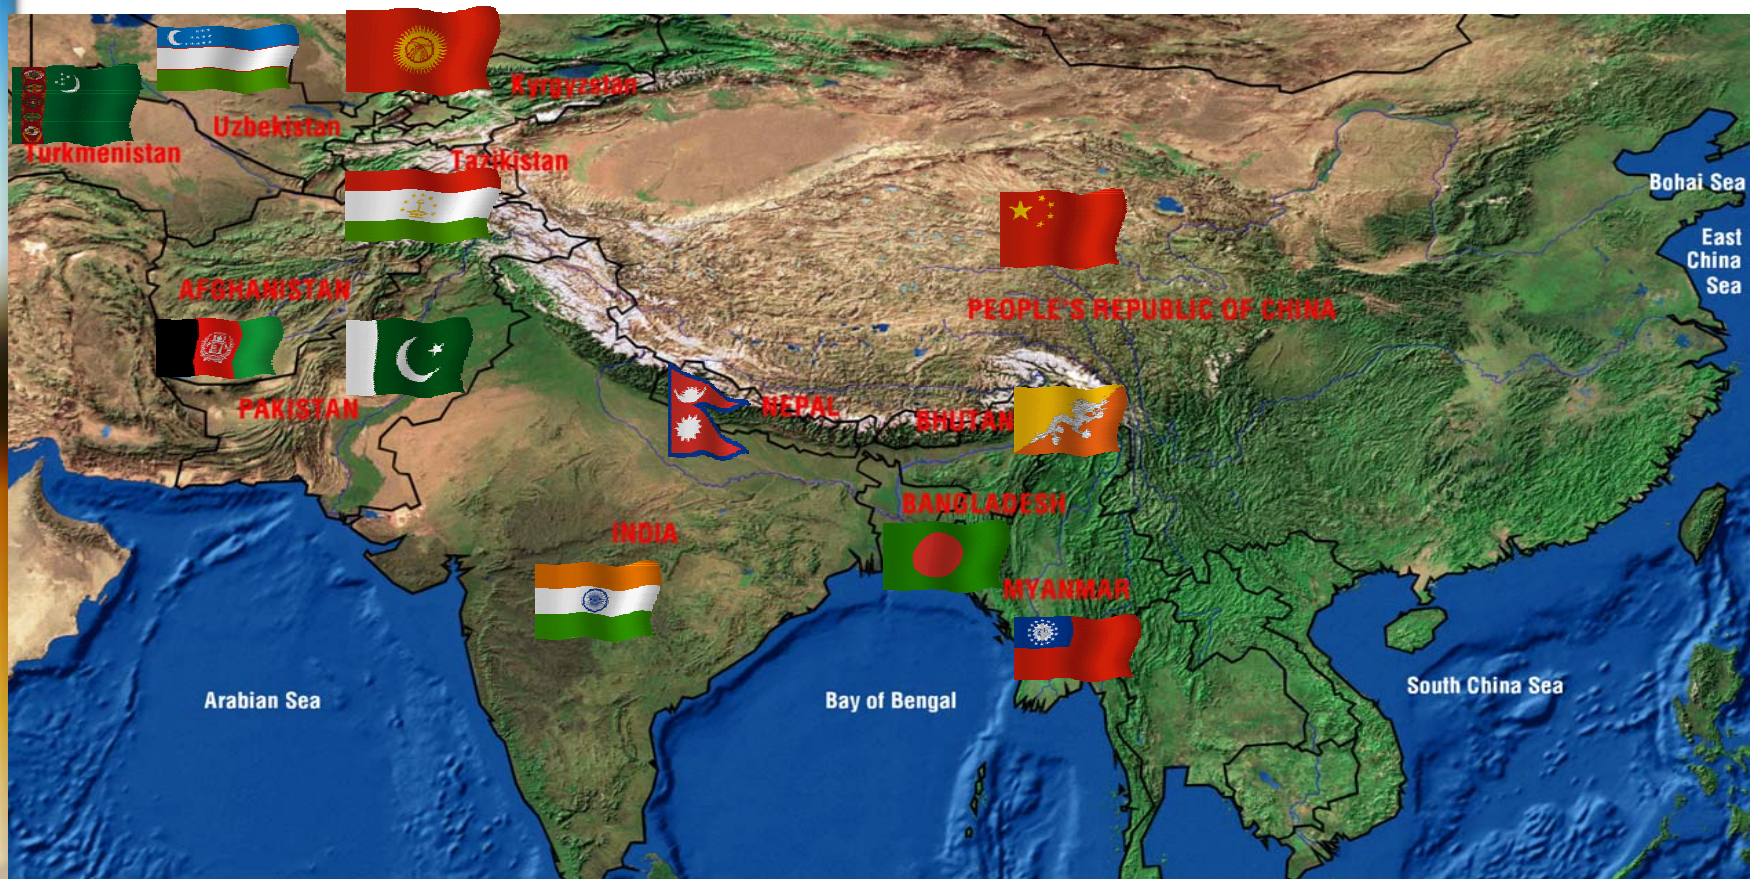 Kyrgyzstan
Uzbekistan
Turkmenistan
Tazikistan
Bohai Sea
East
China
Sea
AFGHANISTAN
PEOPLE'S REPUBLIC OF CHINA
PAKISTAN
NEPAL
BHUTAN
BANGLADESH
INDIA
MYANMAR
South China Sea
Arabian Sea
Bay of Bengal